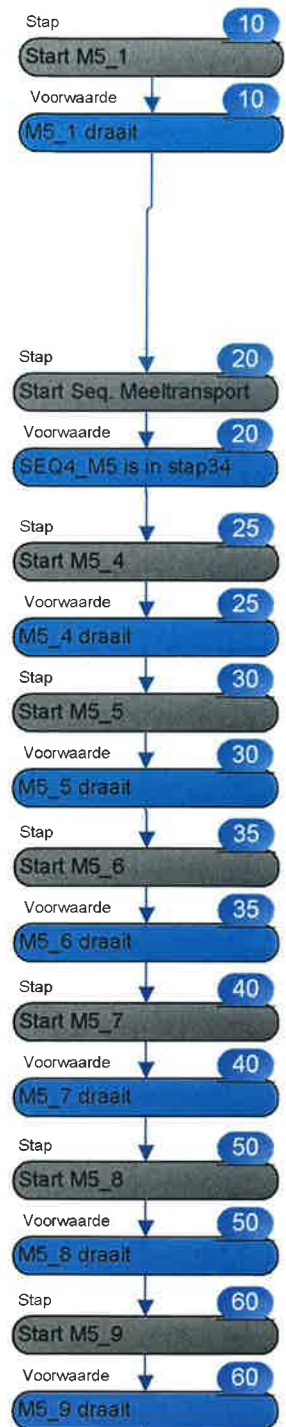 Stap 10
Start M5_1
Voorwaarde 10
M5_1 draait
Stap 20
Start Seq. Meeltransport
Voorwaarde 20
SEQ4_M5 is in stap34
Stap 25
Start M5_4
Voorwaarde 25
M5_4 draait
Stap 30
Start M5_5
Voorwaarde 30
M5_5 draait
Stap 35
Start M5_6
Voorwaarde 35
M5_6 draait
Stap 40
Start M5_7
Voorwaarde 40
M5_7 draait
Stap 50
Start M5_8
Voorwaarde 50
M5_8 draait
Stap 60
Start M5_9
Voorwaarde 60
M5_9 draait